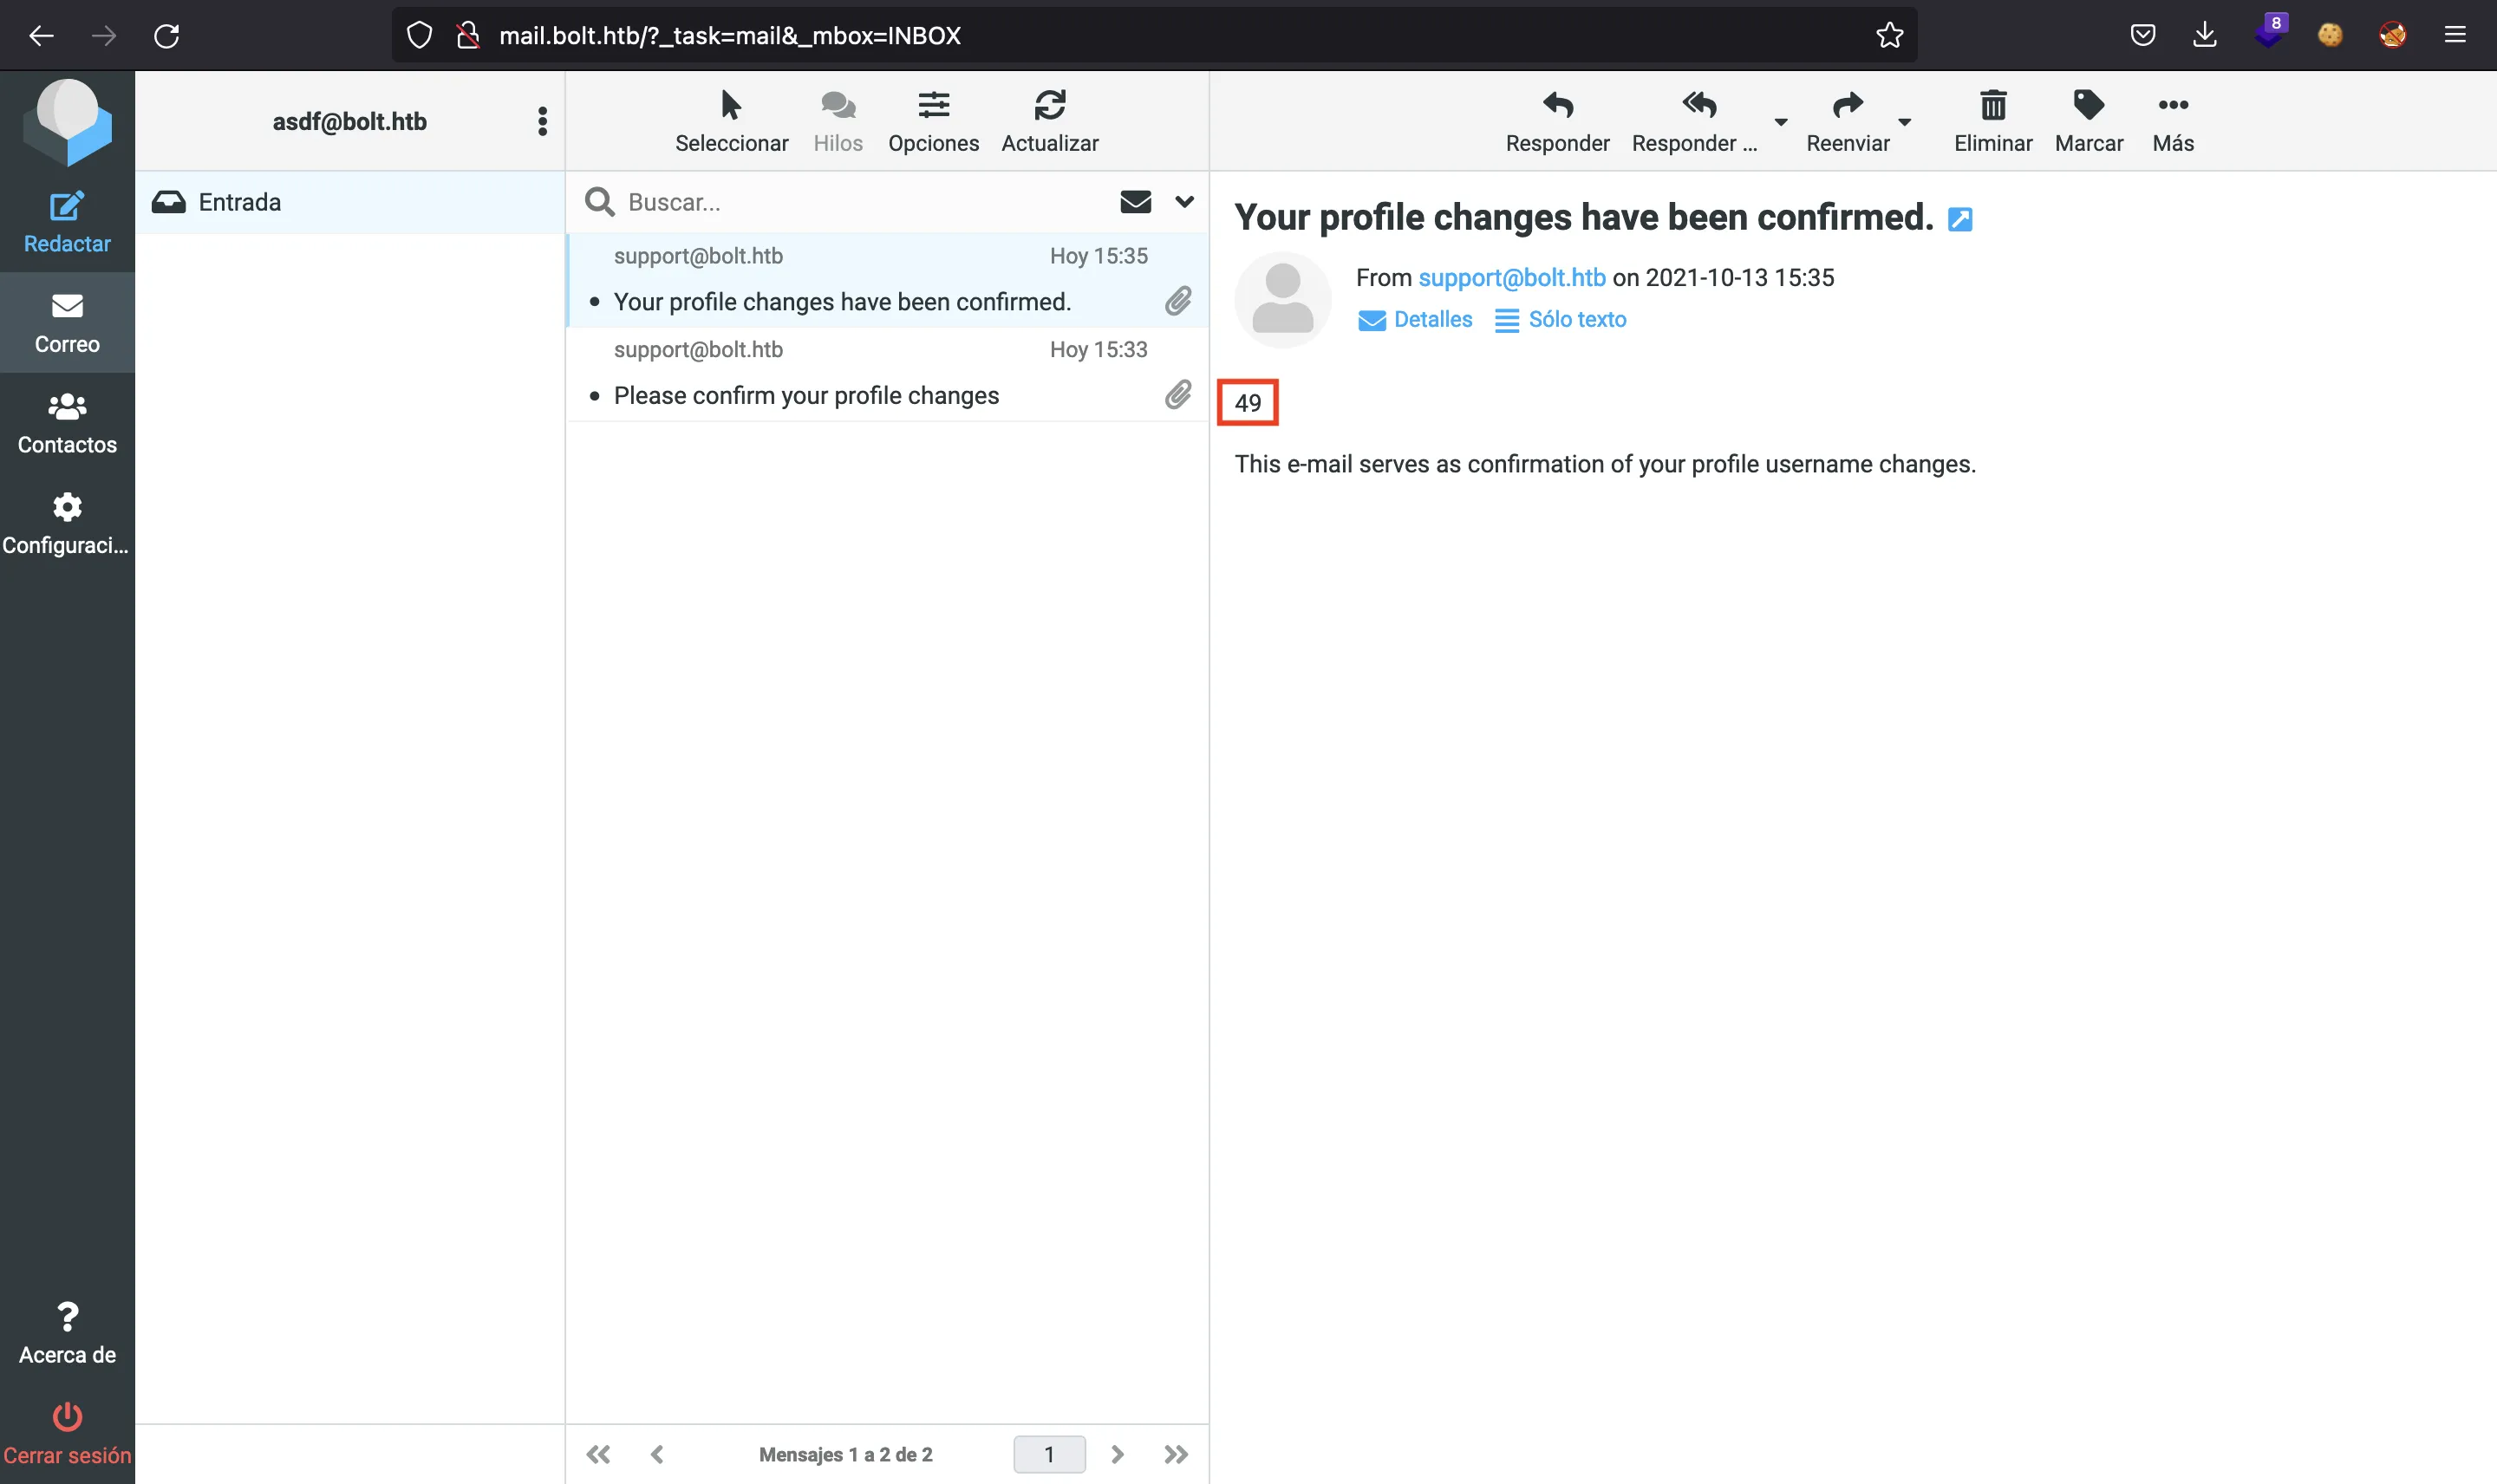 mail.bolt.htb/?_task=mail&_mbox=INBOX
8
asdf@bolt.htb
Seleccionar
Hilos
Opciones
Actualizar
Responder
Responder ...
Reenviar
Eliminar
Marcar
Más
Redactar
Correo
Contactos
Configuraci...
Acerca de
Cerrar sesión
Entrada
Buscar...
support@bolt.htb Hoy 15:35
• Your profile changes have been confirmed.
support@bolt.htb Hoy 15:33
• Please confirm your profile changes
Mensajes 1 a 2 de 2
1
Your profile changes have been confirmed.
From support@bolt.htb on 2021-10-13 15:35
Detalles Sólo texto
49
This e-mail serves as confirmation of your profile username changes.